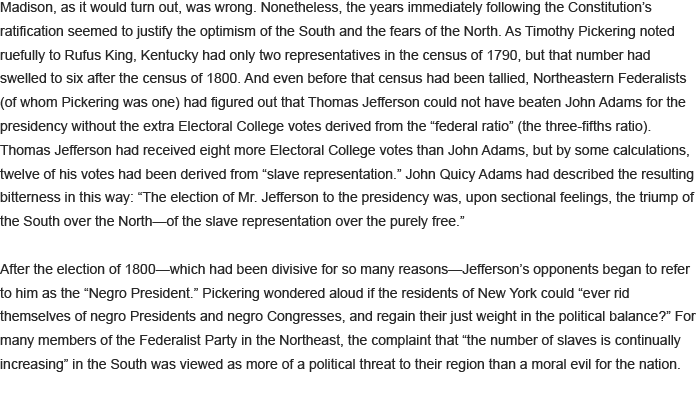 Madison, as it would turn out, was wrong. Nonetheless, the years immediately following the Constitution’s
ratification seemed to justify the optimism of the South and the fears of the North. As Timothy Pickering noted
ruefully to Rufus King, Kentucky had only two representatives in the census of 1790, but that number had
swelled to six after the census of 1800. And even before that census had been tallied, Northeastern Federalists
(of whom Pickering was one) had figured out that Thomas Jefferson could not have beaten John Adams for the
presidency without the extra Electoral College votes derived from the “federal ratio” (the three-fifths ratio).
Thomas Jefferson had received eight more Electoral College votes than John Adams, but by some calculations,
twelve of his votes had been derived from “slave representation.” John Quicy Adams had described the resulting
bitterness in this way: “The election of Mr. Jefferson to the presidency was, upon sectional feelings, the triump of
the South over the North—of the slave representation over the purely free.”
After the election of 1800—which had been divisive for so many reasons—Jefferson’s opponents began to refer
to him as the “Negro President.” Pickering wondered aloud if the residents of New York could “ever rid
themselves of negro Presidents and negro Congresses, and regain their just weight in the political balance?” For
many members of the Federalist Party in the Northeast, the complaint that “the number of slaves is continually
increasing” in the South was viewed as more of a political threat to their region than a moral evil for the nation.